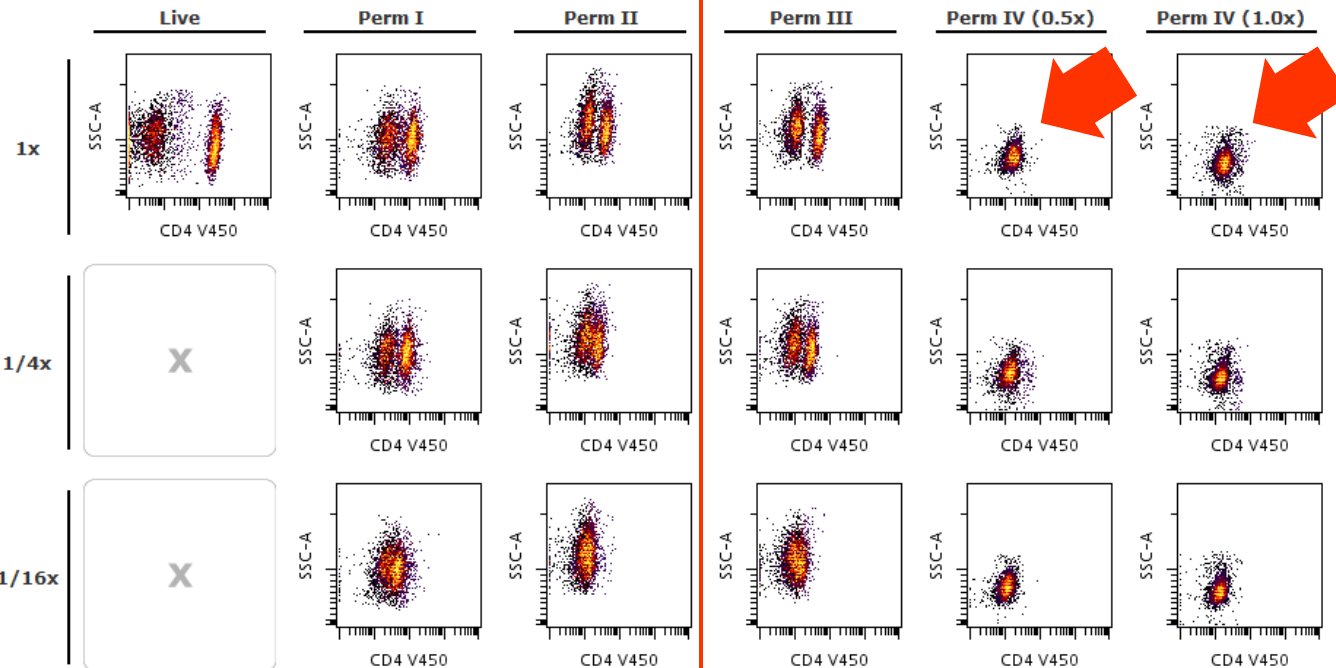 Live Perm I Perm II Perm III Perm IV (0.5x) Perm IV (1.0x)
1x
SSC-A SSC-A SSC-A SSC-A SSC-A SSC-A
CD4 V450 CD4 V450 CD4 V450 CD4 V450 CD4 V450 CD4 V450
1/4x
X
SSC-A SSC-A SSC-A SSC-A SSC-A
CD4 V450 CD4 V450 CD4 V450 CD4 V450 CD4 V450
1/16x
X
SSC-A SSC-A SSC-A SSC-A SSC-A
CD4 V450 CD4 V450 CD4 V450 CD4 V450 CD4 V450